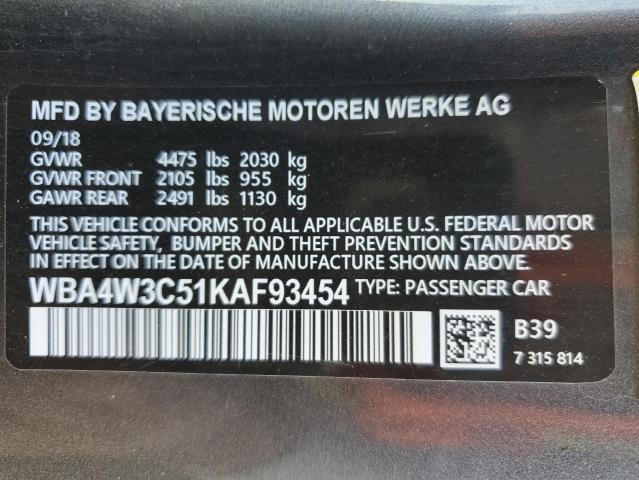 MFD BY BAYERISCHE MOTOREN WERKE AG
09/18
GVWR 4475 lbs 2030 kg
GVWR FRONT 2105 lbs 955 kg
GAWR REAR 2491 lbs 1130 kg
THIS VEHICLE CONFORMS TO ALL APPLICABLE U.S. FEDERAL MOTOR
VEHICLE SAFETY, BUMPER AND THEFT PREVENTION STANDARDS
IN EFFECT ON THE DATE OF MANUFACTURE SHOWN ABOVE.
WBA4W3C51KAF93454 TYPE: PASSENGER CAR
B39
7 315 814